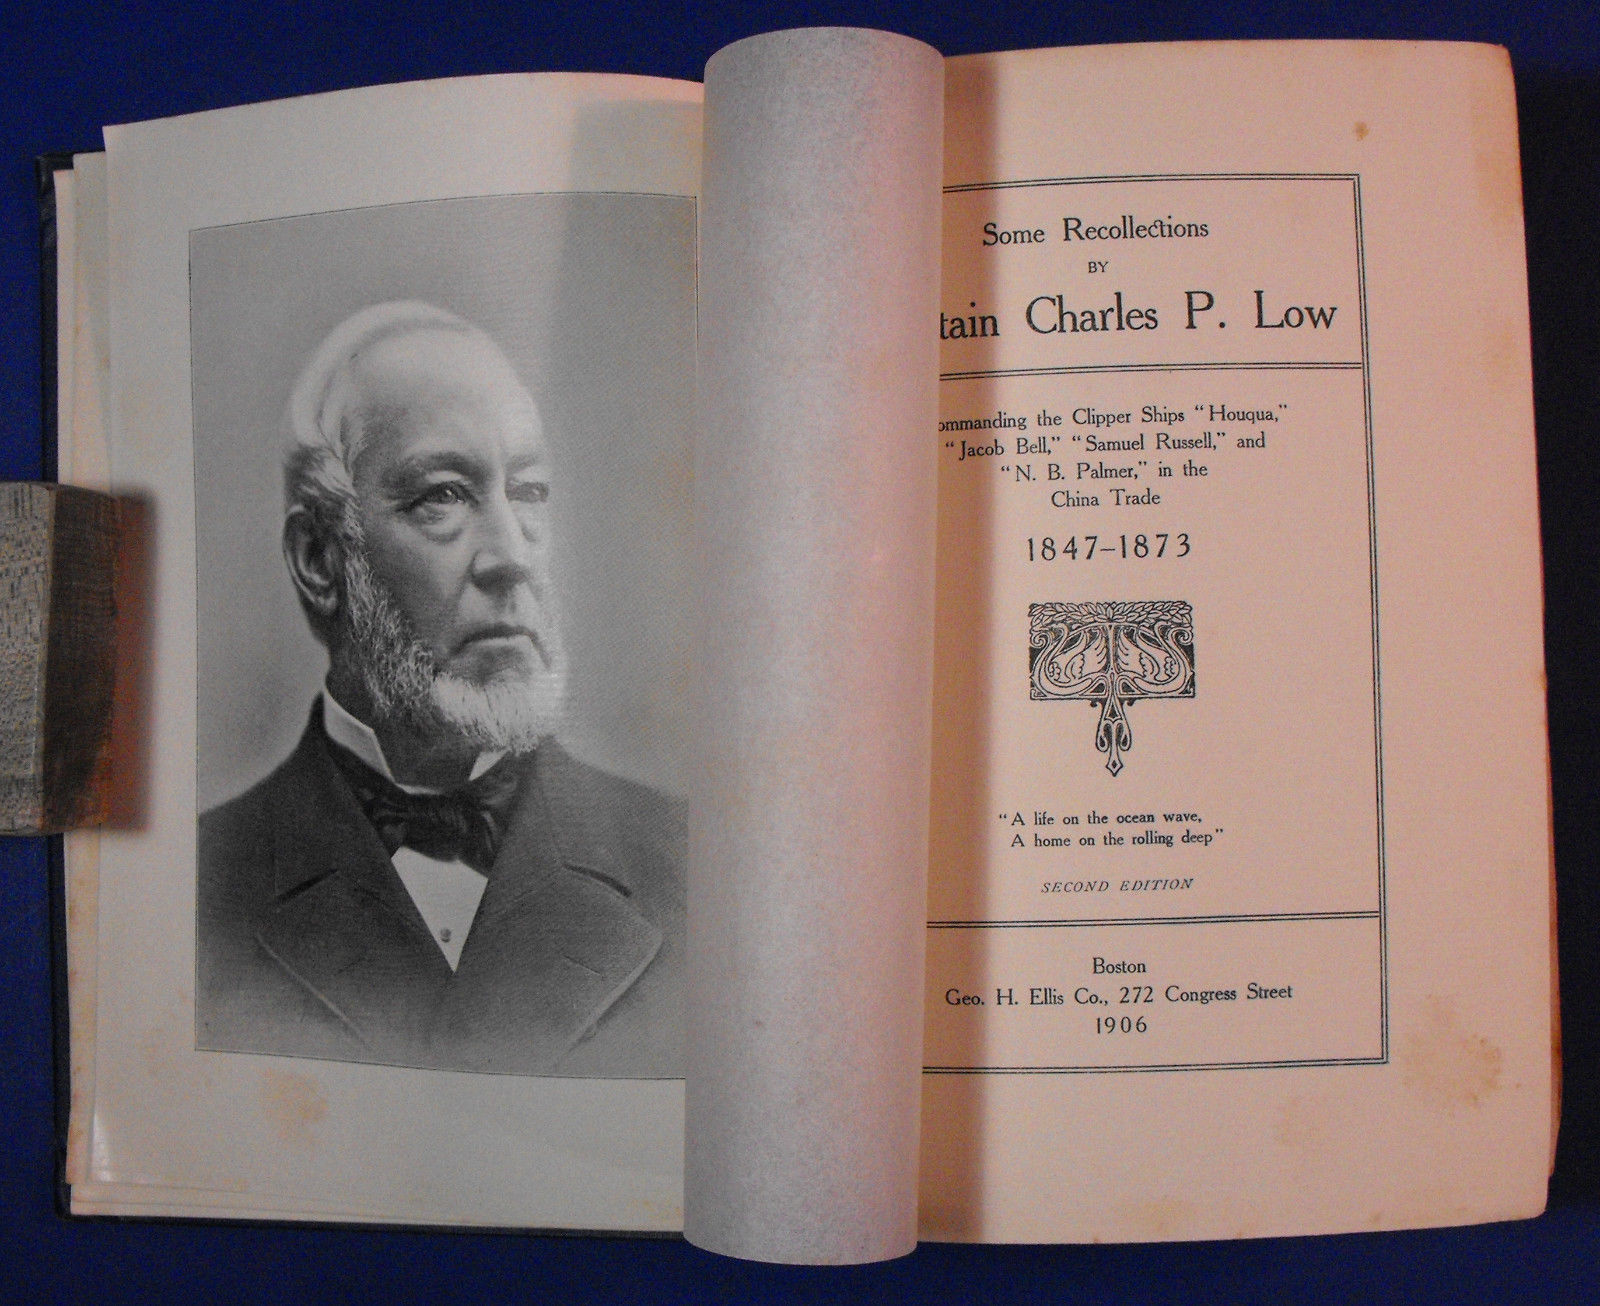 Some Recollections
BY
tain Charles P. Low
ommanding the Clipper Ships “Houqua,”
“Jacob Bell,” “Samuel Russell,” and
“N. B. Palmer,” in the
China Trade
1847–1873
“A life on the ocean wave,
A home on the rolling deep”
SECOND EDITION
Boston
Geo. H. Ellis Co., 272 Congress Street
1906